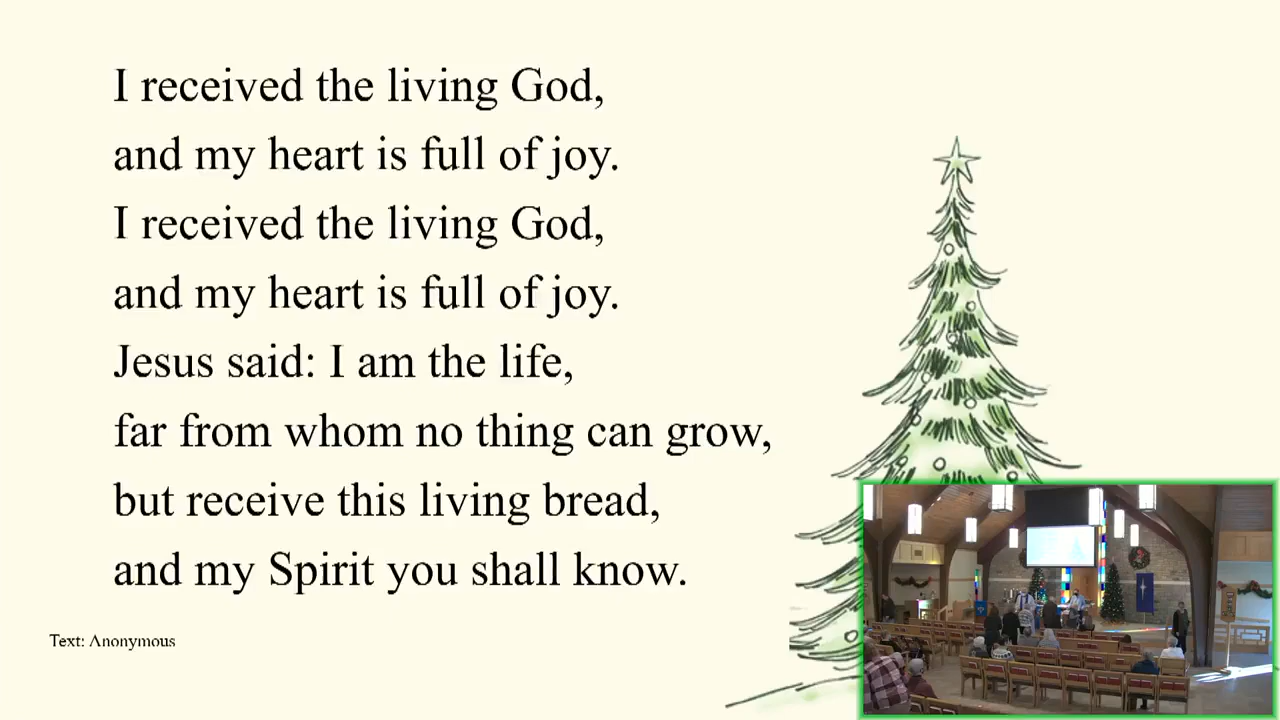 I received the living God,
and my heart is full of joy.
I received the living God,
and my heart is full of joy.
Jesus said: I am the life,
far from whom no thing can grow,
but receive this living bread,
and my Spirit you shall know.
Text: Anonymous